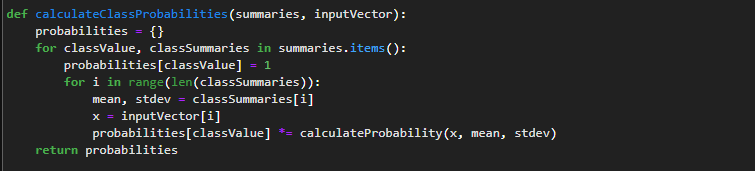 def calculateClassProbabilities(summaries, inputVector):
    probabilities = {}
    for classValue, classSummaries in summaries.items():
        probabilities[classValue] = 1
        for i in range(len(classSummaries)):
            mean, stdev = classSummaries[i]
            x = inputVector[i]
            probabilities[classValue] *= calculateProbability(x, mean, stdev)
    return probabilities